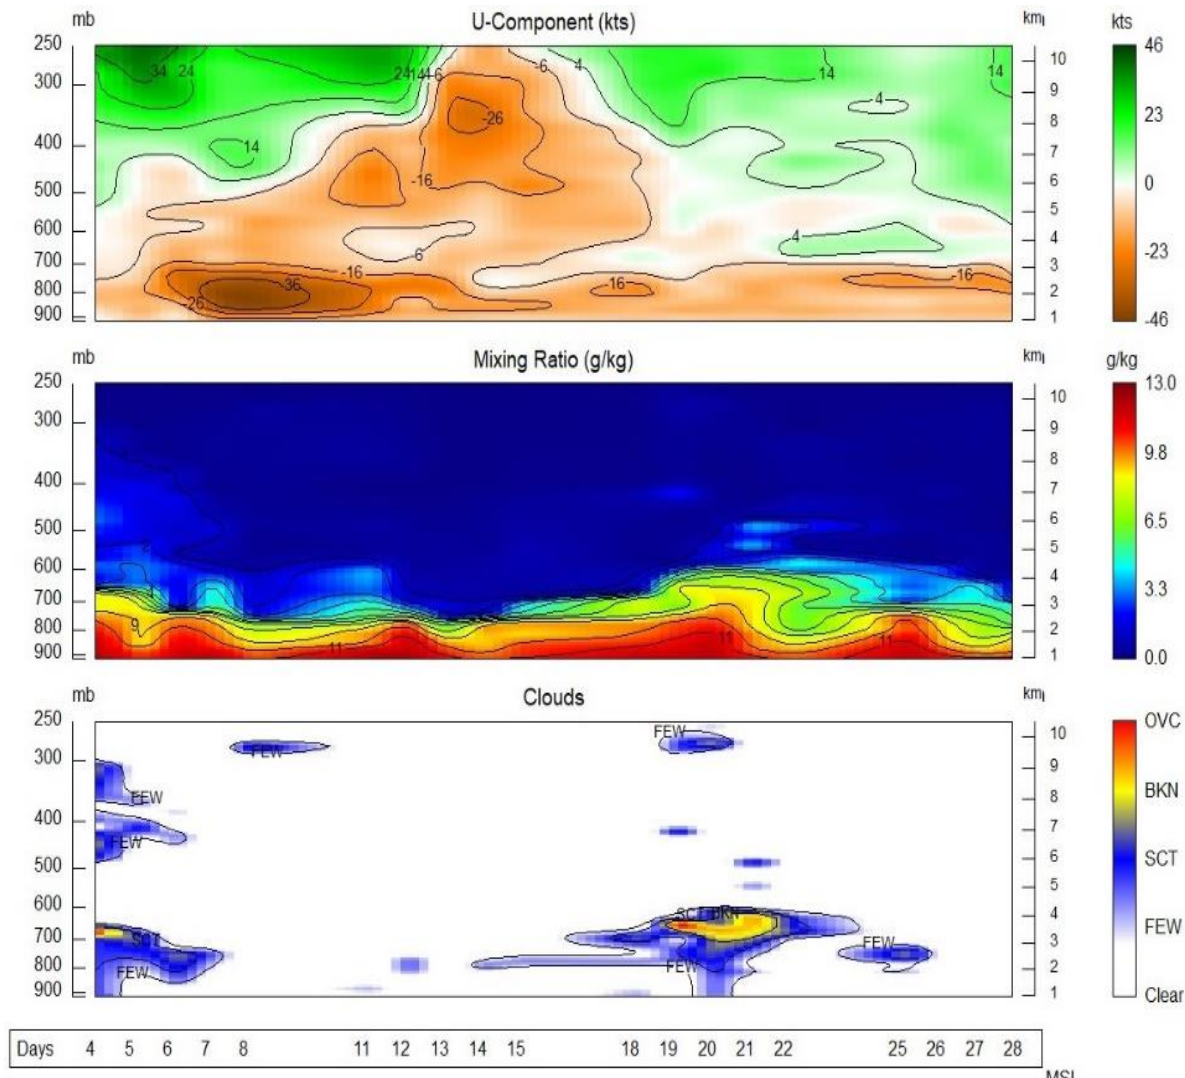 mb U-Component (kts) km kts
250 10 46
300 9
400 8 23
7
500 6 0
5
600 4
700 3 -23
800 2
900 1 -46
34 24 24 14 4 -6 -6 4 14 14
-26 4
14
-16
-6 4
-16 -16 -16
-36
-26
mb Mixing Ratio (g/kg) km g/kg
250 10 13.0
300 9 9.8
400 8
7
500 6 6.5
5
600 4 3.3
700 3
800 2
900 1 0.0
9 11 11 11
mb Clouds km
250 10 OVC
300 9
400 8 BKN
7
500 6 SCT
5
600 4
700 3 FEW
800 2
900 1 Clear
FEW FEW
FEW
FEW
SCT BKN
SCT FEW
FEW FEW
Days 4 5 6 7 8 11 12 13 14 15 18 19 20 21 22 25 26 27 28
MSL